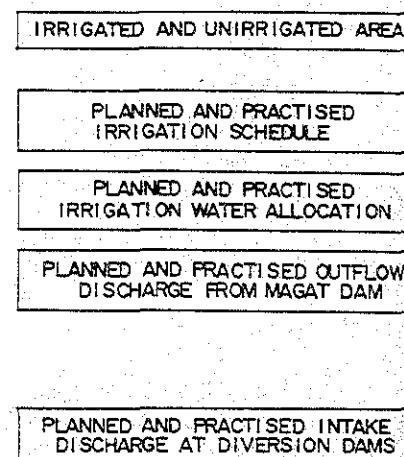 IRRIGATED AND UNIRRIGATED AREA
PLANNED AND PRACTISED
IRRIGATION SCHEDULE
PLANNED AND PRACTISED
IRRIGATION WATER ALLOCATION
PLANNED AND PRACTISED OUTFLOW
DISCHARGE FROM MAGAT DAM
PLANNED AND PRACTISED INTAKE
DISCHARGE AT DIVERSION DAMS